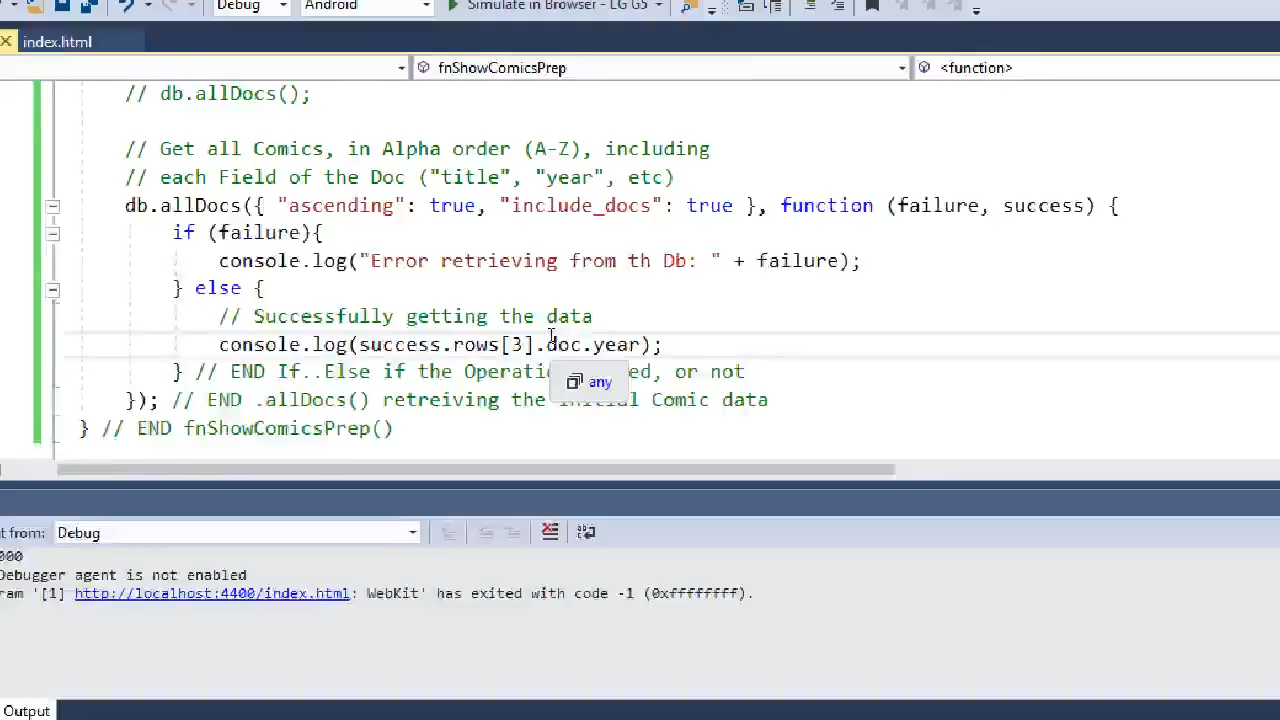 Debug Android Simulate in Browser - LG G5
index.html
fnShowComicsPrep <function>
// db.allDocs();
// Get all Comics, in Alpha order (A-Z), including
// each Field of the Doc ("title", "year", etc)
db.allDocs({ "ascending": true, "include_docs": true }, function (failure, success) {
if (failure){
console.log("Error retrieving from th Db: " + failure);
} else {
// Successfully getting the data
console.log(success.rows[3].doc.year);
any
} // END If..Else if the Operatio ed, or not
}); // END .allDocs() retreiving the initial Comic data
} // END fnShowComicsPrep()
t from: Debug
000
Debugger agent is not enabled
ram '[1] http://localhost:4400/index.html: WebKit' has exited with code -1 (0xffffffff).
Output